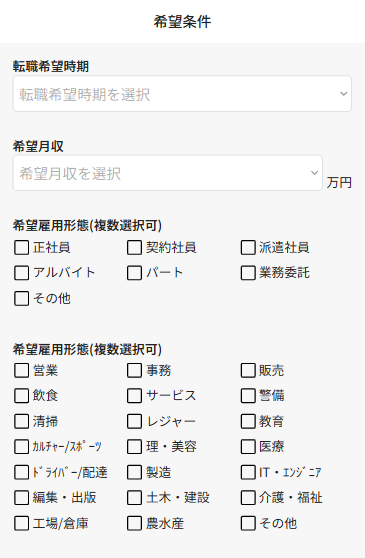 希望条件
転職希望時期
転職希望時期を選択
希望月収
希望月収を選択 万円
希望雇用形態(複数選択可)
正社員 契約社員 派遣社員
アルバイト パート 業務委託
その他
希望雇用形態(複数選択可)
営業 事務 販売
飲食 サービス 警備
清掃 レジャー 教育
ｶﾙﾁｬｰ/ｽﾎﾟｰﾂ 理・美容 医療
ﾄﾞﾗｲﾊﾞｰ/配達 製造 IT・ｴﾝｼﾞﾆｱ
編集・出版 土木・建設 介護・福祉
工場/倉庫 農水産 その他